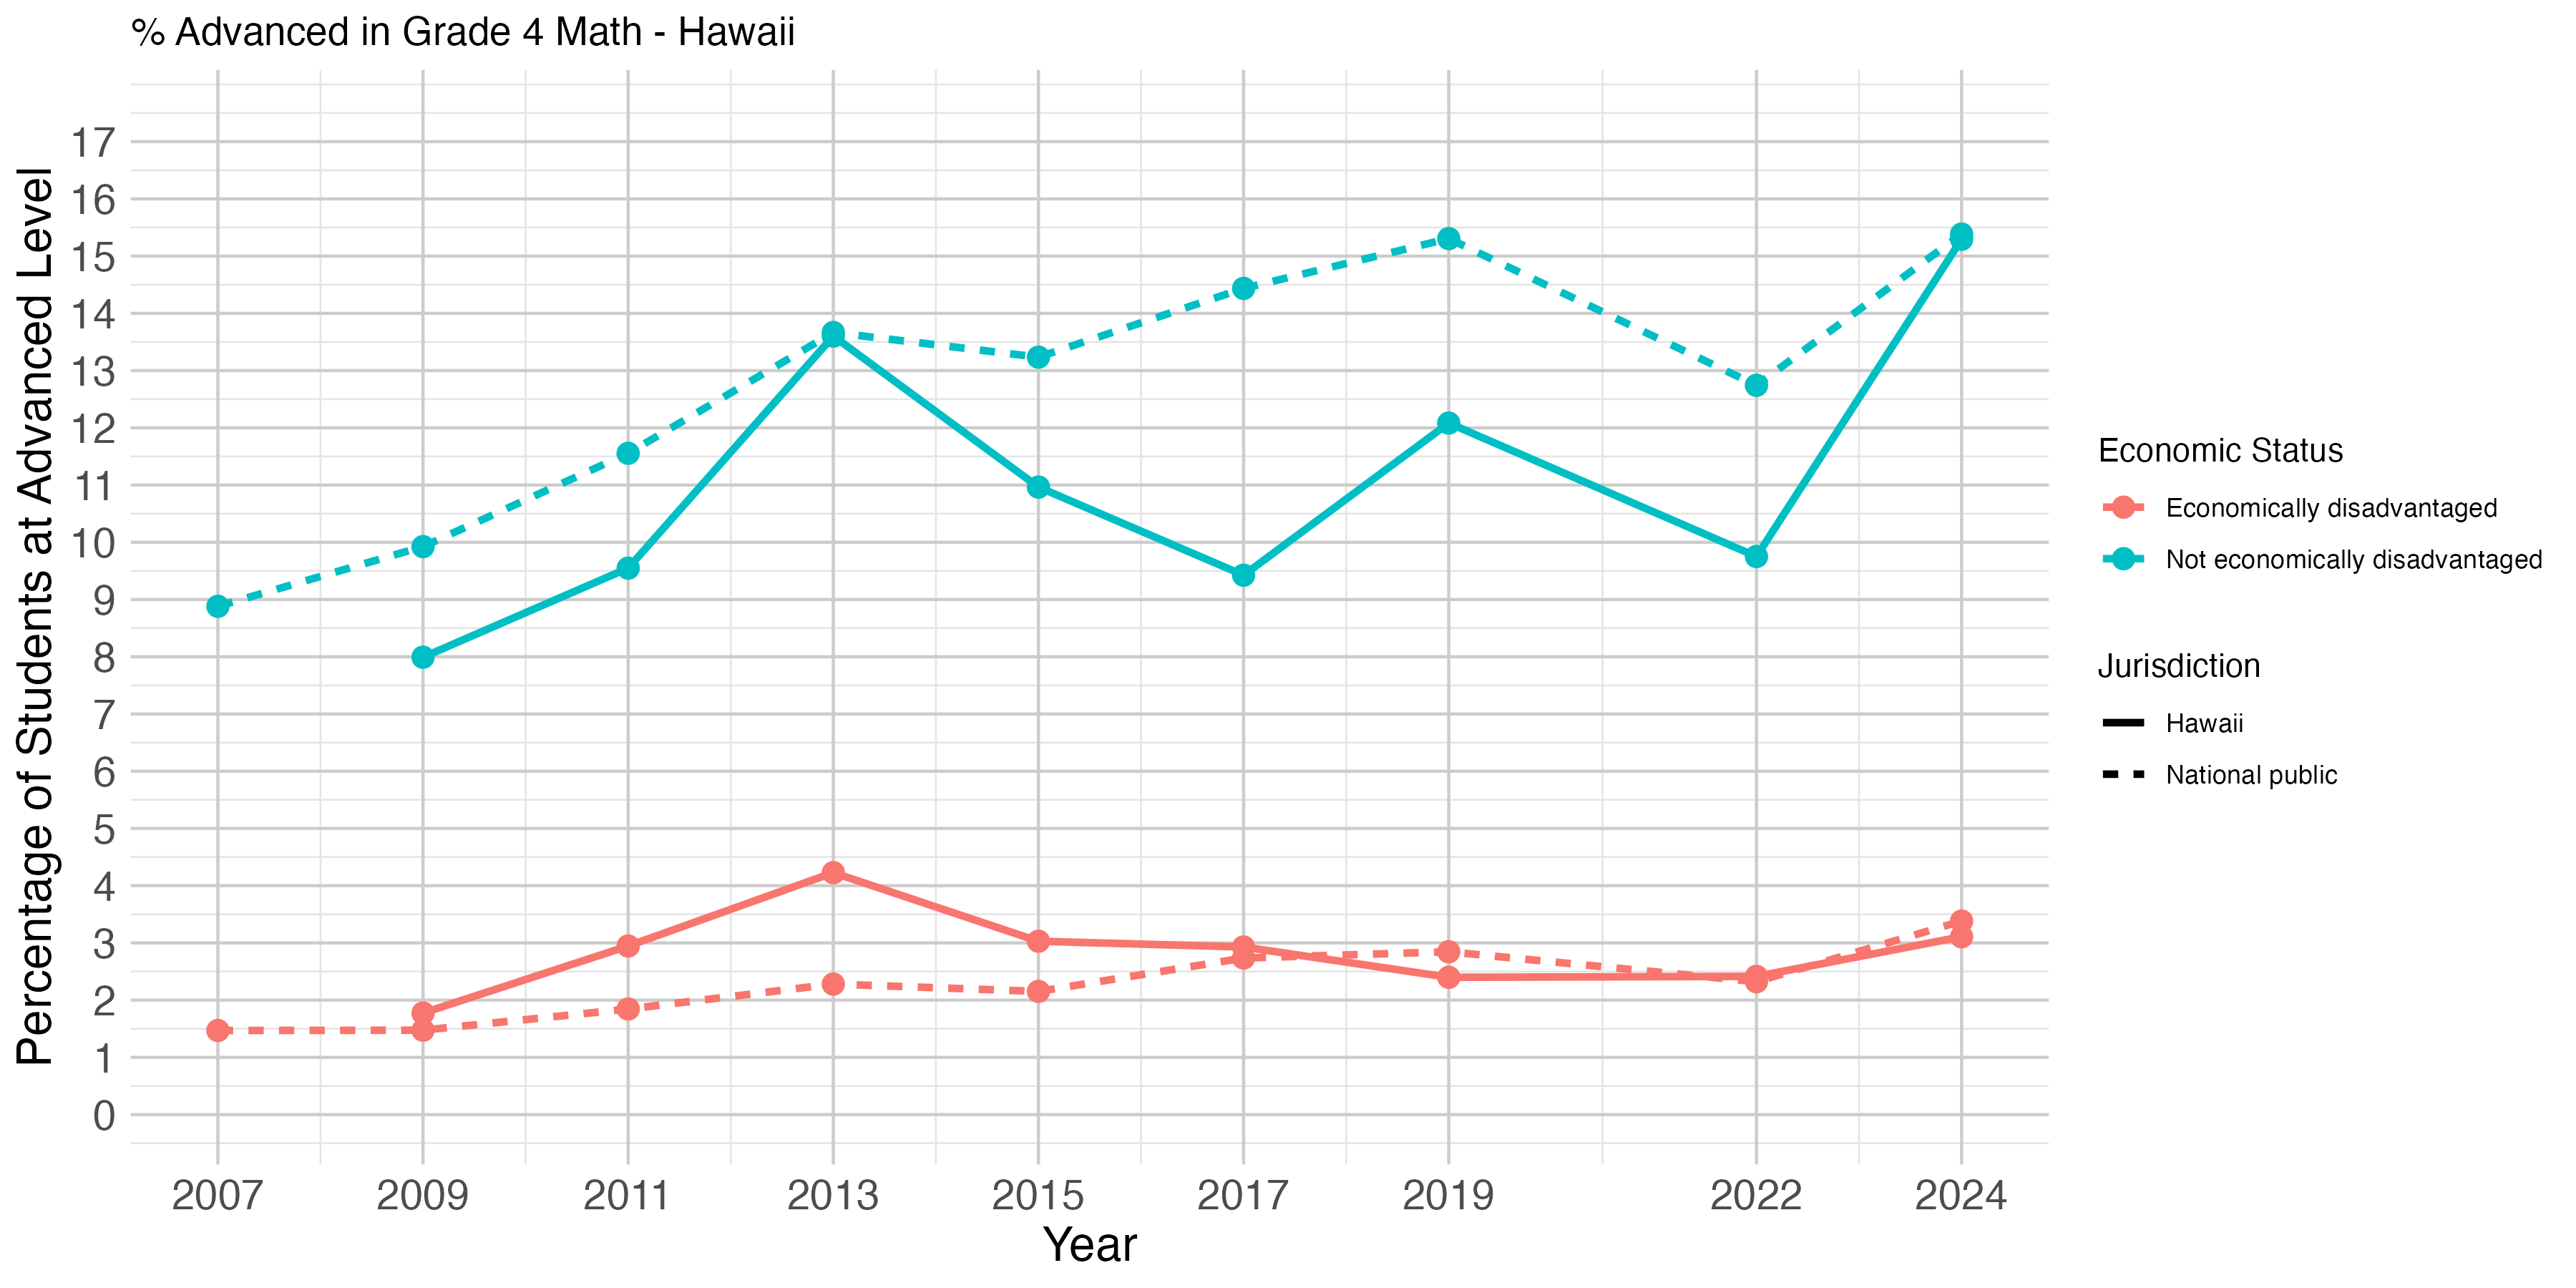 % Advanced in Grade 4 Math - Hawaii
Percentage of Students at Advanced Level
17
16
15
14
13
12
11
10
9
8
7
6
5
4
3
2
1
0
2007 2009 2011 2013 2015 2017 2019 2022 2024
Year
Economic Status
Economically disadvantaged
Not economically disadvantaged
Jurisdiction
Hawaii
National public